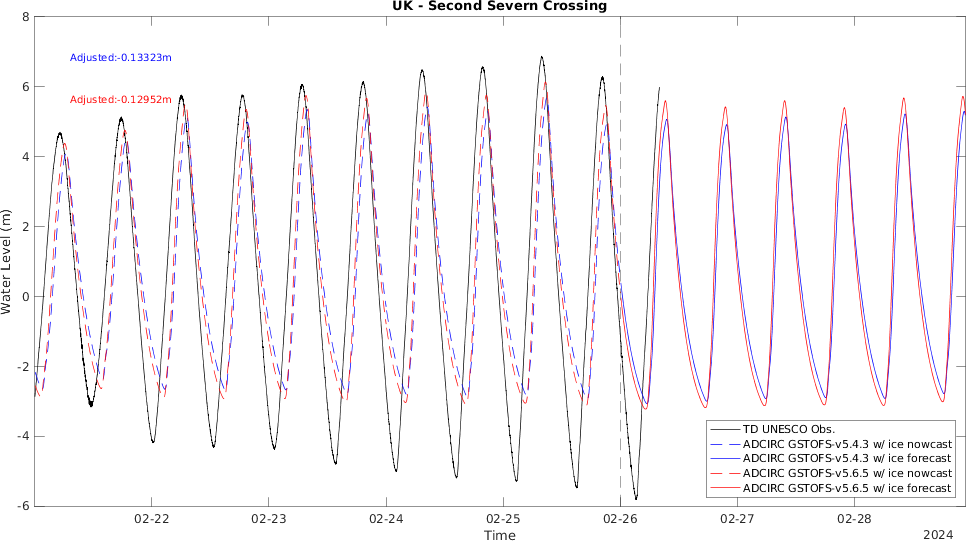 UK - Second Severn Crossing
8
6
4
2
0
-2
-4
-6
Water Level (m)
Adjusted:-0.13323m
Adjusted:-0.12952m
TD UNESCO Obs.
ADCIRC GSTOFS-v5.4.3 w/ ice nowcast
ADCIRC GSTOFS-v5.4.3 w/ ice forecast
ADCIRC GSTOFS-v5.6.5 w/ ice nowcast
ADCIRC GSTOFS-v5.6.5 w/ ice forecast
02-22 02-23 02-24 02-25 02-26 02-27 02-28
Time
2024